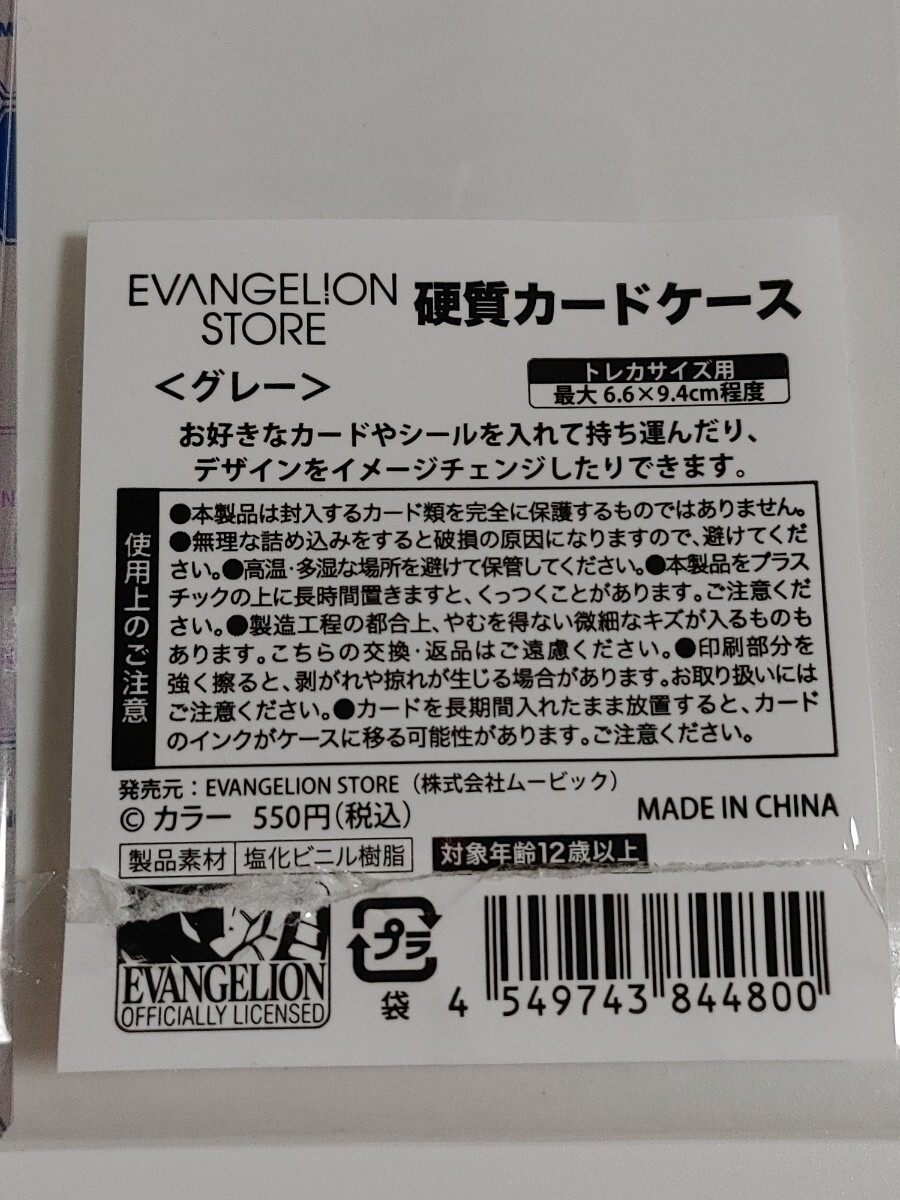 EVANGELION
STORE
硬質カードケース
＜グレー＞
トレカサイズ用
最大 6.6×9.4cm程度
お好きなカードやシールを入れて持ち運んだり、
デザインをイメージチェンジしたりできます。
使用上のご注意
●本製品は封入するカード類を完全に保護するものではありません。
●無理な詰め込みをすると破損の原因になりますので、避けてくだ
さい。●高温・多湿な場所を避けて保管してください。●本製品をプラス
チックの上に長時間置きますと、くっつくことがあります。ご注意くだ
さい。●製造工程の都合上、やむを得ない微細なキズが入るものも
あります。こちらの交換・返品はご遠慮ください。●印刷部分を
強く擦ると、剥がれや掠れが生じる場合があります。お取り扱いには
ご注意ください。●カードを長期間入れたまま放置すると、カード
のインクがケースに移る可能性があります。ご注意ください。
発売元：EVANGELION STORE（株式会社ムービック）
© カラー 550円（税込）
MADE IN CHINA
製品素材 塩化ビニル樹脂
対象年齢12歳以上
EVANGELION
OFFICIALLY LICENSED
プラ
袋
4 549743 844800